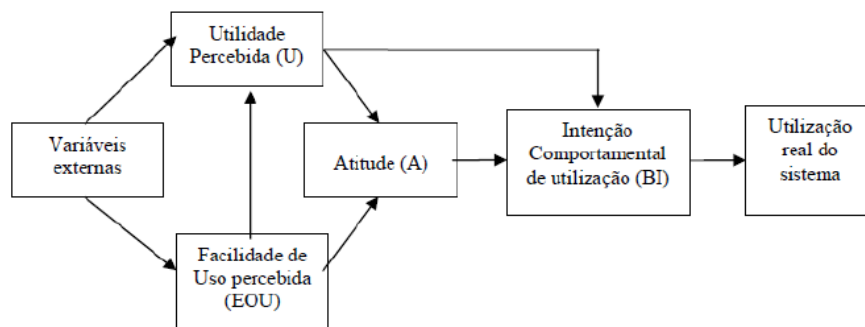 Utilidade
Percebida (U)
Variáveis
externas
Atitude (A)
Intenção
Comportamental
de utilização (BI)
Utilização
real do
sistema
Facilidade de
Uso percebida
(EOU)